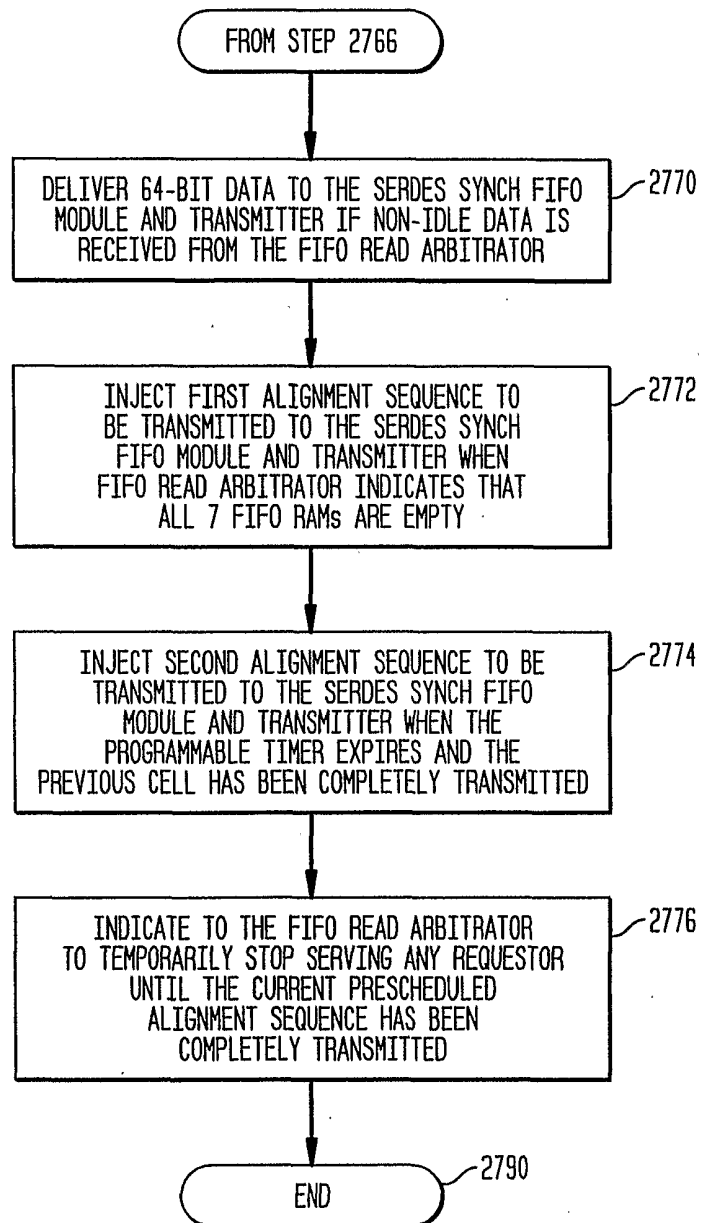 FROM STEP 2766
DELIVER 64-BIT DATA TO THE SERDES SYNCH FIFO
MODULE AND TRANSMITTER IF NON-IDLE DATA IS
RECEIVED FROM THE FIFO READ ARBITRATOR
2770
INJECT FIRST ALIGNMENT SEQUENCE TO
BE TRANSMITTED TO THE SERDES SYNCH
FIFO MODULE AND TRANSMITTER WHEN
FIFO READ ARBITRATOR INDICATES THAT
ALL 7 FIFO RAMs ARE EMPTY
2772
INJECT SECOND ALIGNMENT SEQUENCE TO BE
TRANSMITTED TO THE SERDES SYNCH FIFO
MODULE AND TRANSMITTER WHEN THE
PROGRAMMABLE TIMER EXPIRES AND THE
PREVIOUS CELL HAS BEEN COMPLETELY TRANSMITTED
2774
INDICATE TO THE FIFO READ ARBITRATOR
TO TEMPORARILY STOP SERVING ANY REQUESTOR
UNTIL THE CURRENT PRESCHEDULED
ALIGNMENT SEQUENCE HAS BEEN
COMPLETELY TRANSMITTED
2776
END
2790